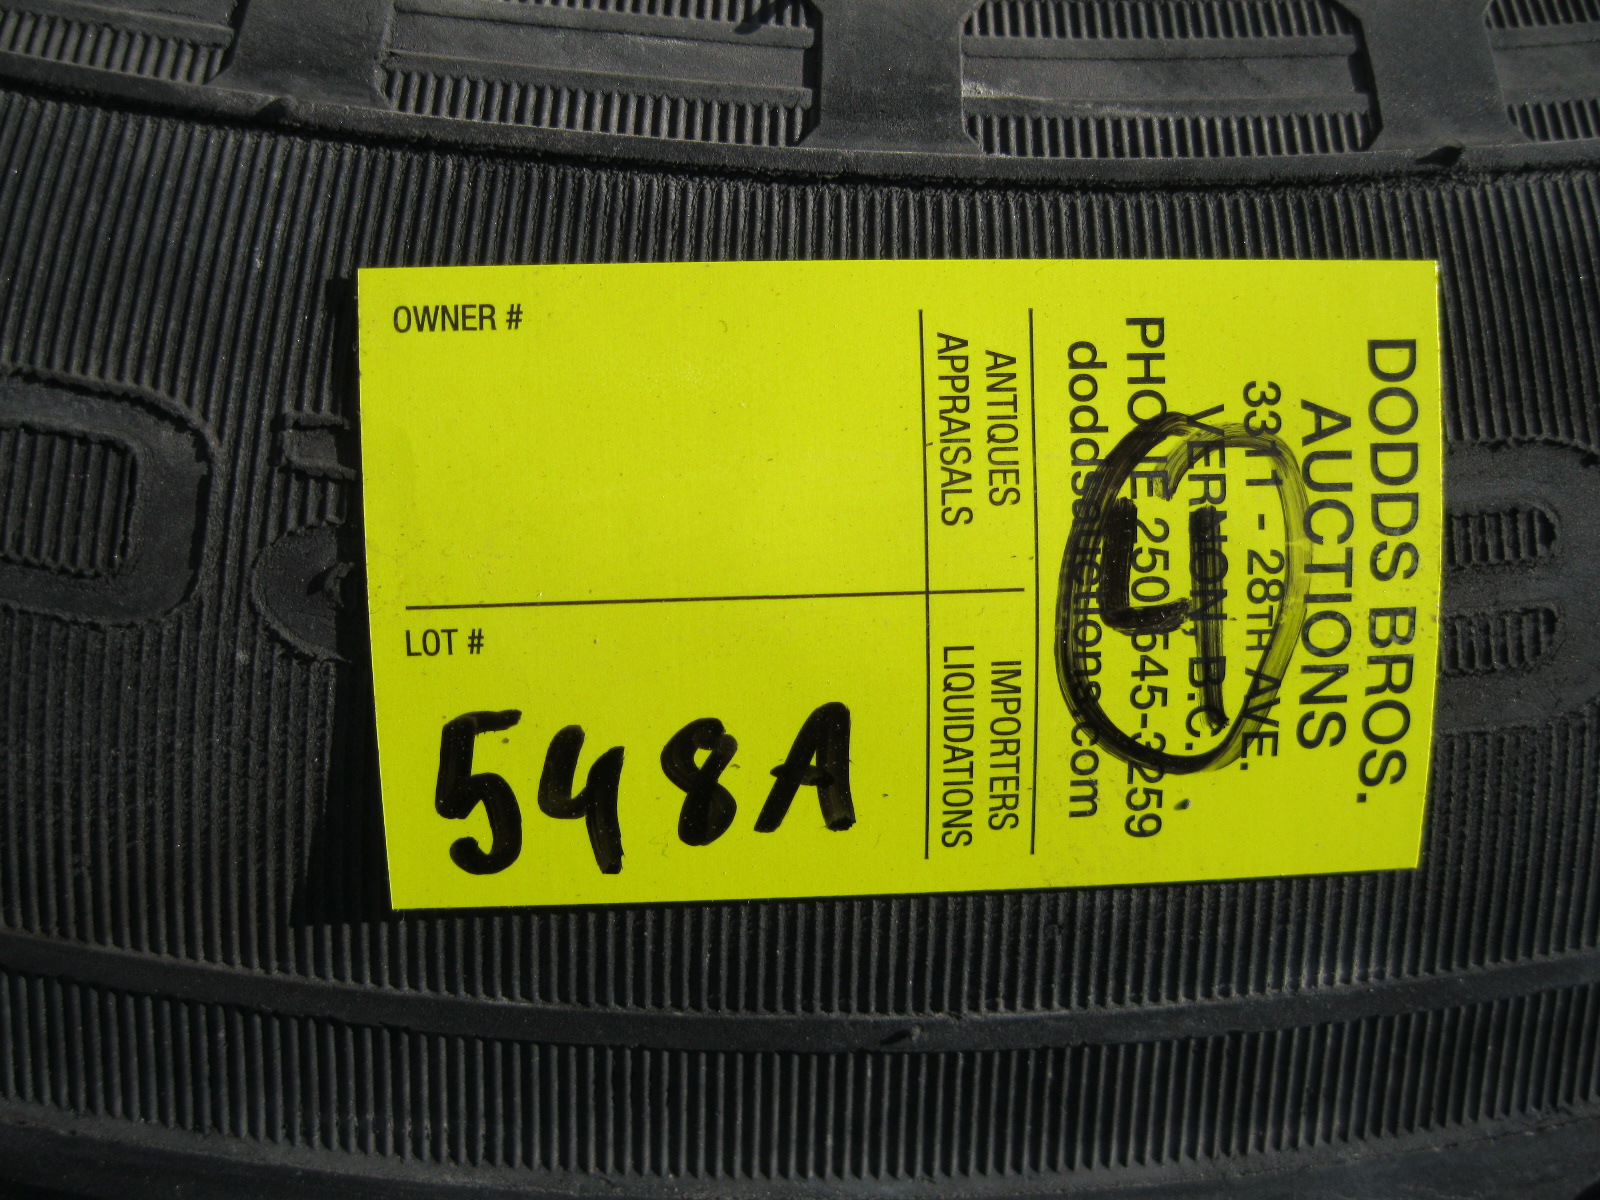 OWNER #
LOT #
548A
ANTIQUES IMPORTERS
APPRAISALS LIQUIDATIONS
DODDS BROS.
AUCTIONS
3311 - 28TH AVE.
VERNON, B.C.
PHONE 250 545-3259
doddsauctions.com